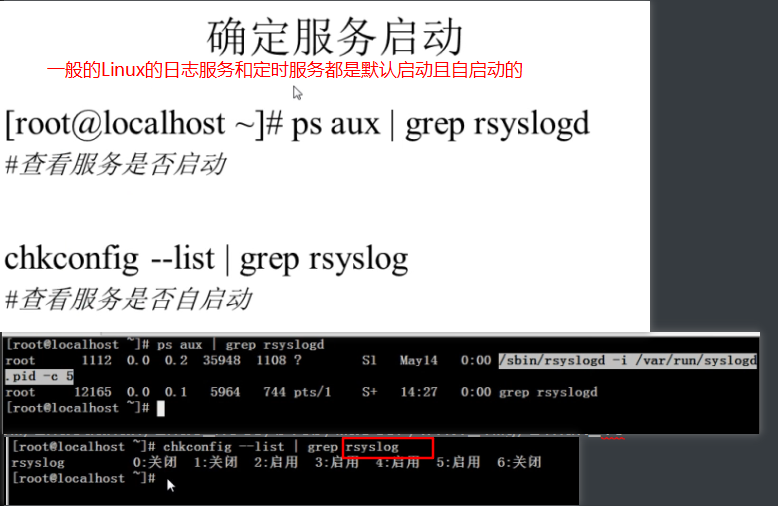 确定服务启动
一般的Linux的日志服务和定时服务都是默认启动且自启动的
[root@localhost ~]# ps aux | grep rsyslogd
#查看服务是否启动
chkconfig --list | grep rsyslog
#查看服务是否自启动
[root@localhost ~]# ps aux | grep rsyslogd
root 1112 0.0 0.2 35948 1108 ? Sl May14 0:00 /sbin/rsyslogd -i /var/run/syslogd
.pid -c 5
root 12165 0.0 0.1 5964 744 pts/1 S+ 14:27 0:00 grep rsyslogd
[root@localhost ~]#
[root@localhost ~]# chkconfig --list | grep rsyslog
rsyslog 0:关闭 1:关闭 2:启用 3:启用 4:启用 5:启用 6:关闭
[root@localhost ~]#